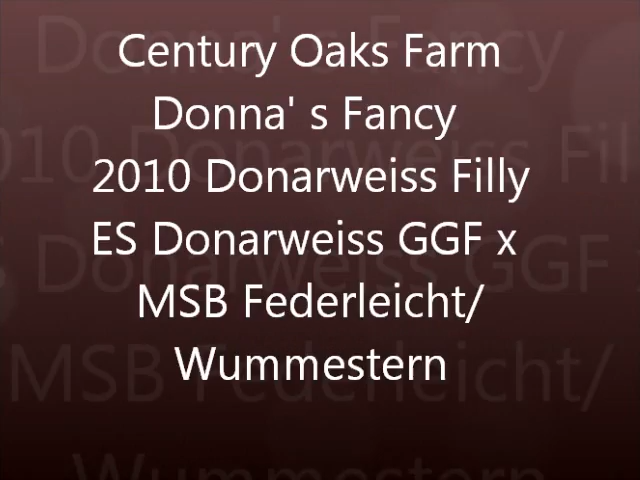 Century Oaks Farm
Donna' s Fancy
2010 Donarweiss Filly
ES Donarweiss GGF x
MSB Federleicht/
Wummestern